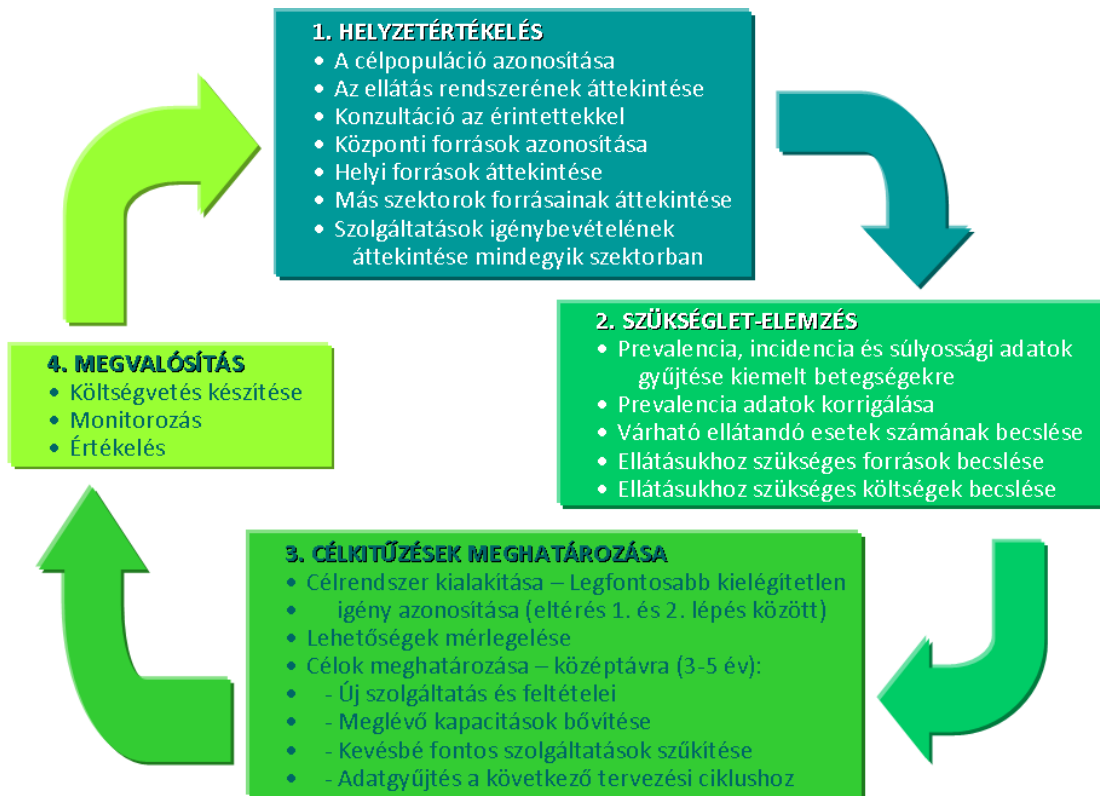 1. HELYZETÉRTÉKELÉS
• A célpopuláció azonosítása
• Az ellátás rendszerének áttekintése
• Konzultáció az érintettekkel
• Központi források azonosítása
• Helyi források áttekintése
• Más szektorok forrásainak áttekintése
• Szolgáltatások igénybevételének
áttekintése mindegyik szektorban
2. SZÜKSÉGLET-ELEMZÉS
• Prevalencia, incidencia és súlyossági adatok
gyűjtése kiemelt betegségekre
• Prevalencia adatok korrigálása
• Várható ellátandó esetek számának becslése
• Ellátásukhoz szükséges források becslése
• Ellátásukhoz szükséges költségek becslése
3. CÉLKITŰZÉSEK MEGHATÁROZÁSA
• Célrendszer kialakítása – Legfontosabb kielégítetlen
• igény azonosítása (eltérés 1. és 2. lépés között)
• Lehetőségek mérlegelése
• Célok meghatározása – középtávra (3-5 év):
• - Új szolgáltatás és feltételei
• - Meglévő kapacitások bővítése
• - Kevésbé fontos szolgáltatások szűkítése
• - Adatgyűjtés a következő tervezési ciklushoz
4. MEGVALÓSÍTÁS
• Költségvetés készítése
• Monitorozás
• Értékelés